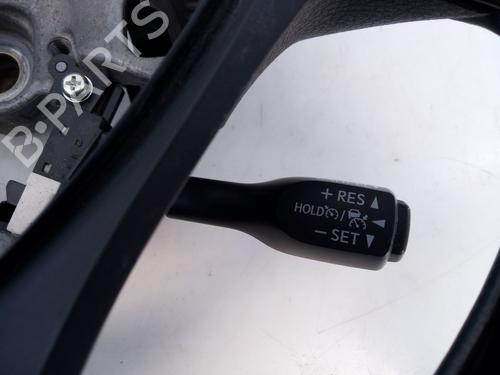 B-PARTS
+ RES ▲
HOLD / ◀
− SET ▼